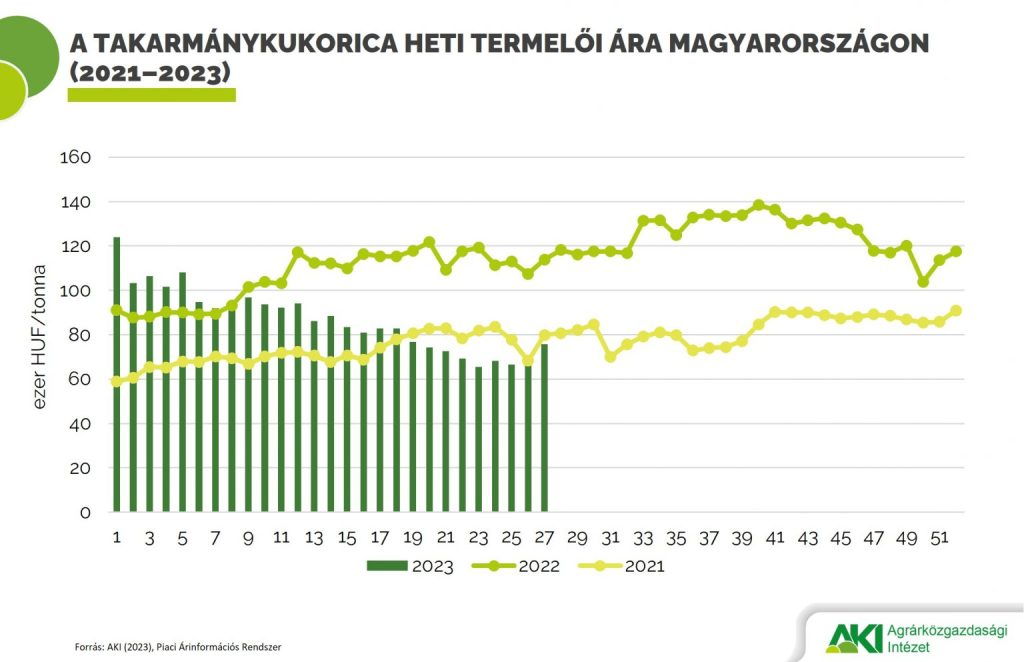 A TAKARMÁNYKUKORICA HETI TERMELŐI ÁRA MAGYARORSZÁGON
(2021–2023)
160
140
120
100
80
60
40
20
0
ezer HUF/tonna
1 3 5 7 9 11 13 15 17 19 21 23 25 27 29 31 33 35 37 39 41 43 45 47 49 51
2023 2022 2021
Forrás: AKI (2023), Piaci Árinformációs Rendszer
AKI Agrárközgazdasági
Intézet